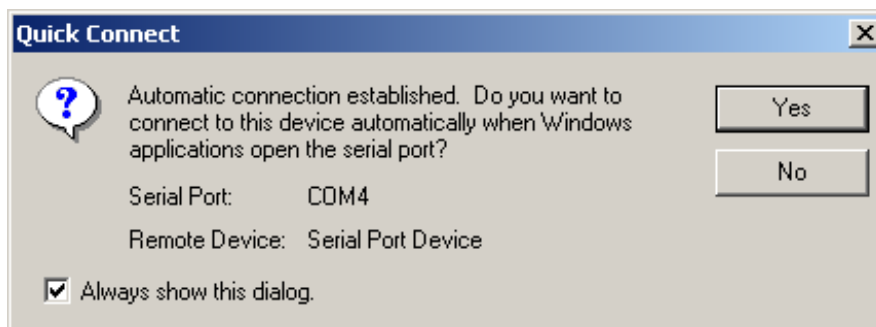 Quick Connect
Automatic connection established. Do you want to
connect to this device automatically when Windows
applications open the serial port?
Yes
No
Serial Port: COM4
Remote Device: Serial Port Device
Always show this dialog.